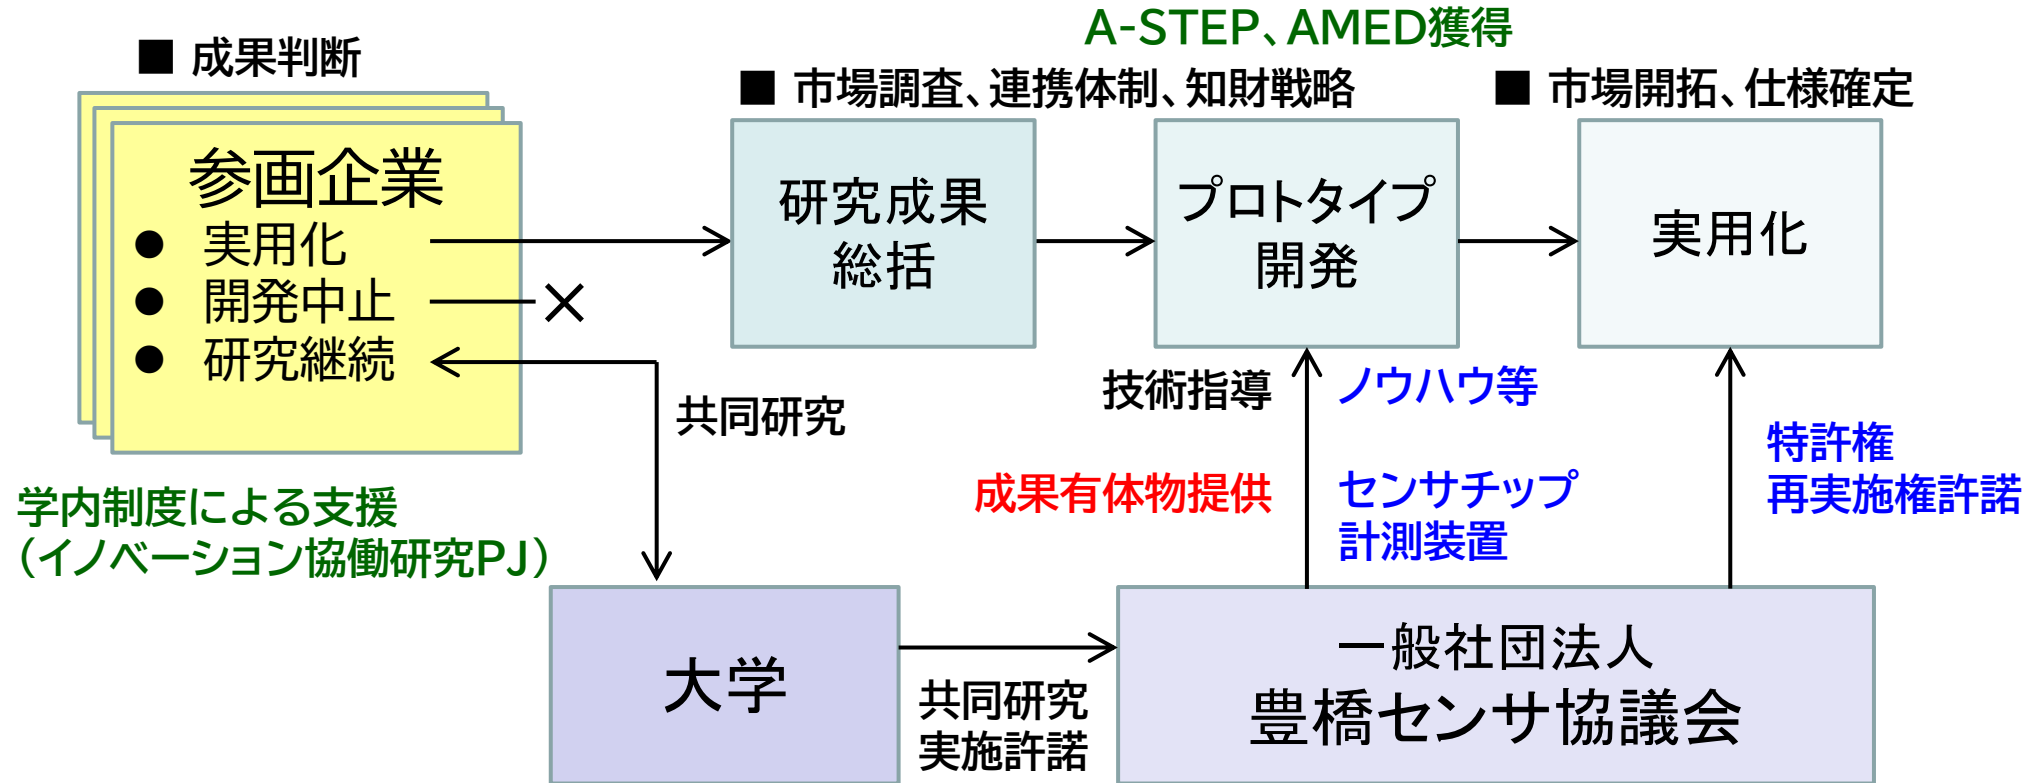 A-STEP、AMED獲得
■ 成果判断
■ 市場調査、連携体制、知財戦略
■ 市場開拓、仕様確定
参画企業
● 実用化
● 開発中止
● 研究継続
×
研究成果
総括
プロトタイプ
開発
実用化
共同研究
技術指導
ノウハウ等
成果有体物提供
センサチップ
計測装置
特許権
再実施権許諾
学内制度による支援
（イノベーション協働研究PJ）
大学
共同研究
実施許諾
一般社団法人
豊橋センサ協議会